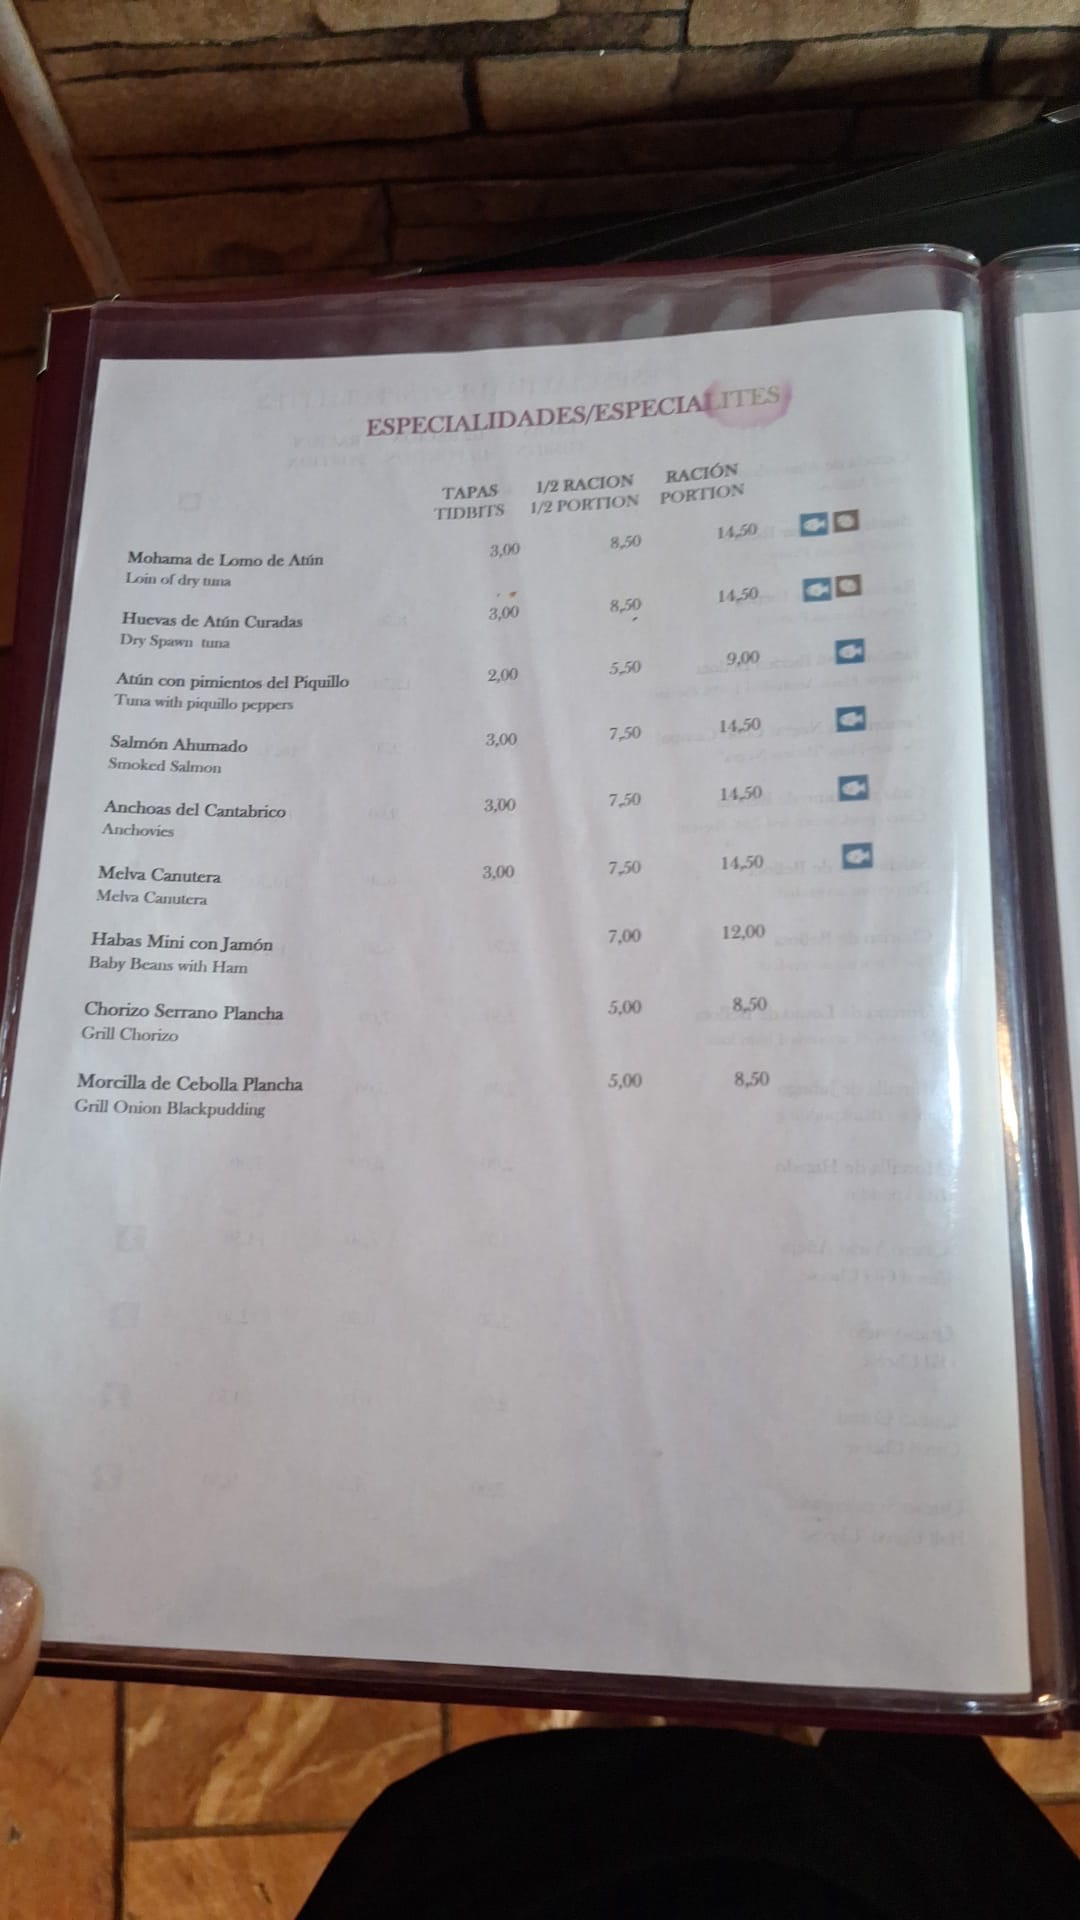 ESPECIALIDADES/ESPECIALITES
TAPAS 1/2 RACION RACIÓN
TIDBITS 1/2 PORTION PORTION
Mohama de Lomo de Atún 3,00 8,50 14,50
Loin of dry tuna
Huevas de Atún Curadas 3,00 8,50 14,50
Dry Spawn tuna
Atún con pimientos del Piquillo 2,00 5,50 9,00
Tuna with piquillo peppers
Salmón Ahumado 3,00 7,50 14,50
Smoked Salmon
Anchoas del Cantabrico 3,00 7,50 14,50
Anchovies
Melva Canutera 3,00 7,50 14,50
Melva Canutera
Habas Mini con Jamón 7,00 12,00
Baby Beans with Ham
Chorizo Serrano Plancha 5,00 8,50
Grill Chorizo
Morcilla de Cebolla Plancha 5,00 8,50
Grill Onion Blackpudding